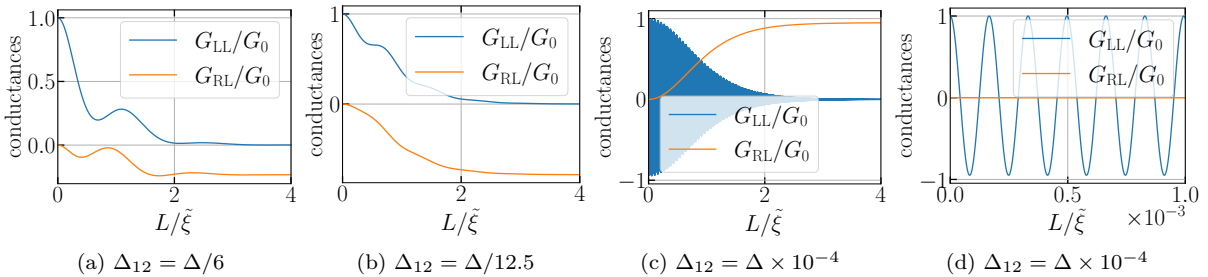 conductances
1.0
0.5
0.0
G_LL/G_0
G_RL/G_0
0 2 4
L/ξ̃
(a) Δ_12 = Δ/6
conductances
1
0
−1
G_LL/G_0
G_RL/G_0
0 2 4
L/ξ̃
(b) Δ_12 = Δ/12.5
conductances
1
0
−1
G_LL/G_0
G_RL/G_0
0 2 4
L/ξ̃
(c) Δ_12 = Δ × 10^−4
conductances
1
0
−1
G_LL/G_0
G_RL/G_0
0.0 0.5 1.0
L/ξ̃ ×10^−3
(d) Δ_12 = Δ × 10^−4